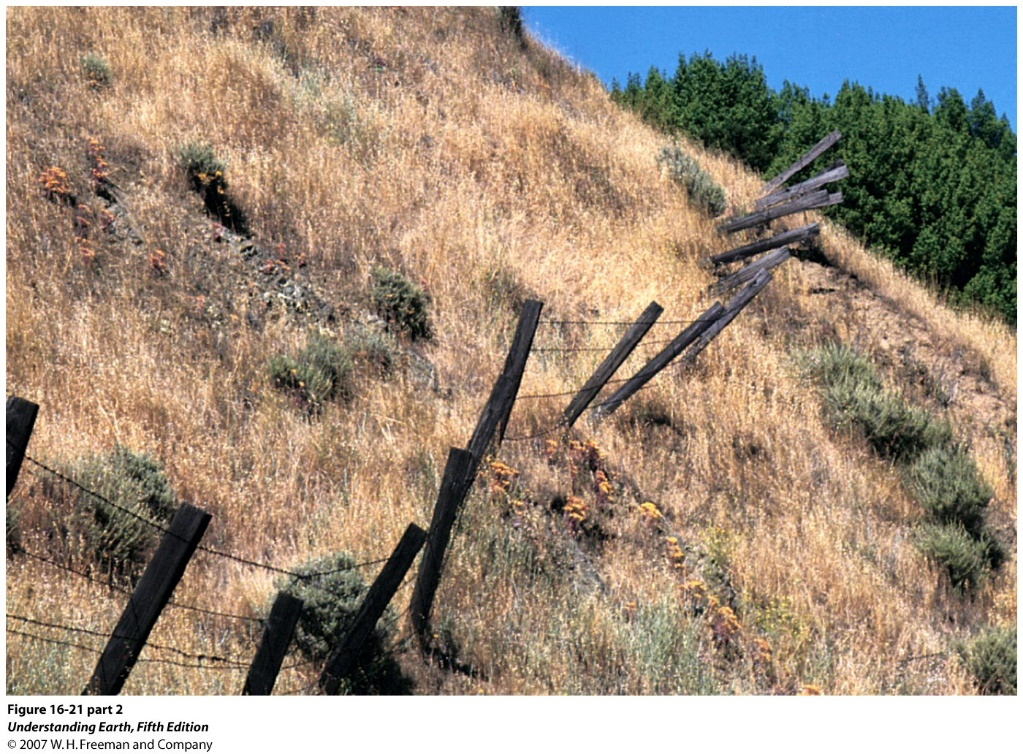 Figure 16-21 part 2
Understanding Earth, Fifth Edition
© 2007 W. H. Freeman and Company